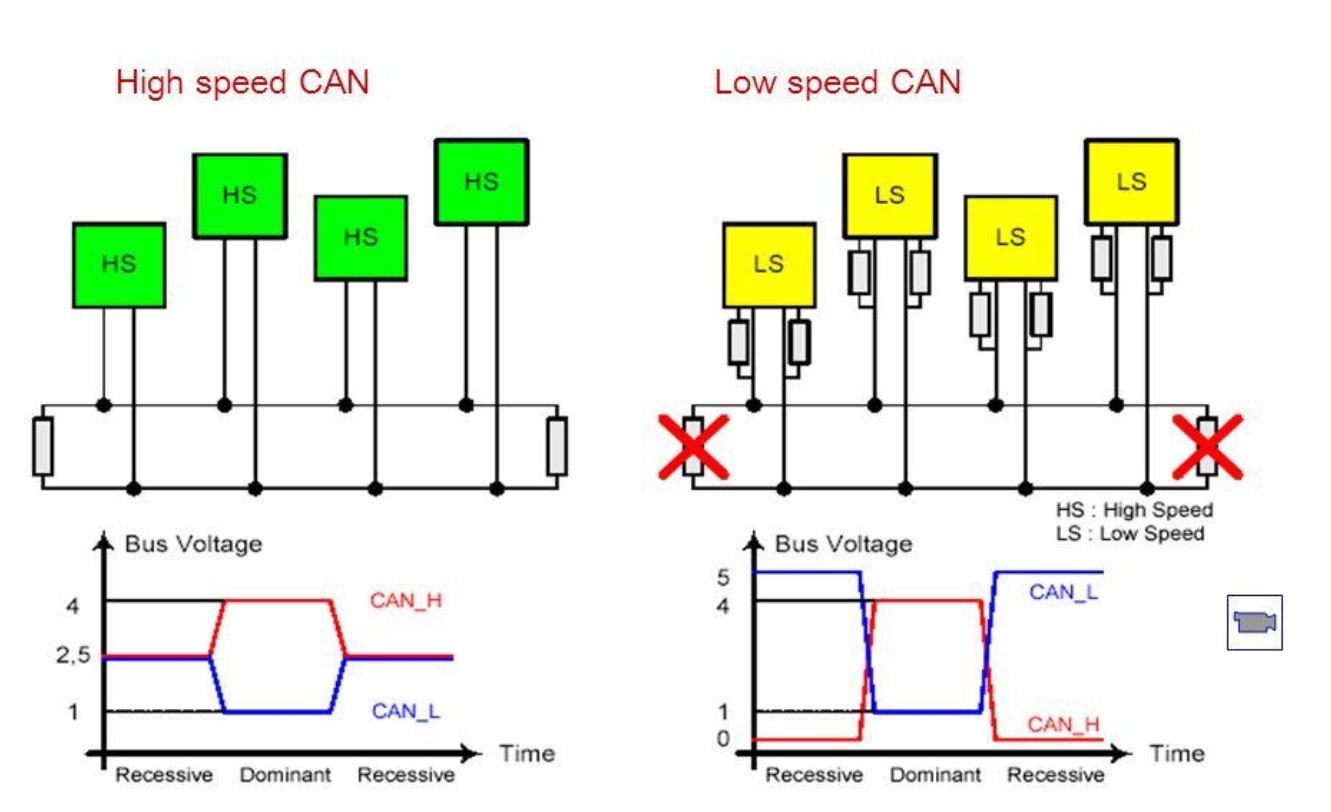 High speed CAN
Low speed CAN
HS
HS
HS
HS
LS
LS
LS
LS
HS : High Speed
LS : Low Speed
Bus Voltage
4
2,5
1
CAN_H
CAN_L
Time
Recessive Dominant Recessive
Bus Voltage
5
4
1
0
CAN_L
CAN_H
Time
Recessive Dominant Recessive